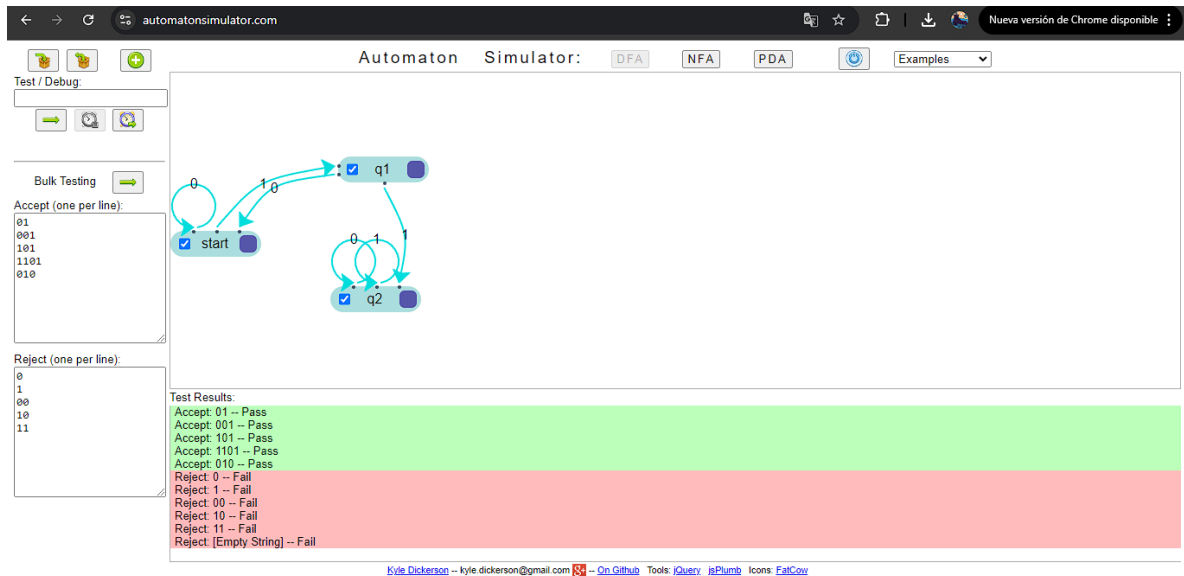 automatonsimulator.com
Nueva versión de Chrome disponible
Automaton Simulator:
DFA
NFA
PDA
Examples
Test / Debug:
Bulk Testing
Accept (one per line):
01
001
101
1101
010
Reject (one per line):
0
1
00
10
11
0
1
0
q1
start
0
1
1
q2
Test Results:
Accept: 01 -- Pass
Accept: 001 -- Pass
Accept: 101 -- Pass
Accept: 1101 -- Pass
Accept: 010 -- Pass
Reject: 0 -- Fail
Reject: 1 -- Fail
Reject: 00 -- Fail
Reject: 10 -- Fail
Reject: 11 -- Fail
Reject: [Empty String] -- Fail
Kyle Dickerson -- kyle.dickerson@gmail.com -- On Github Tools: jQuery jsPlumb Icons: FatCow